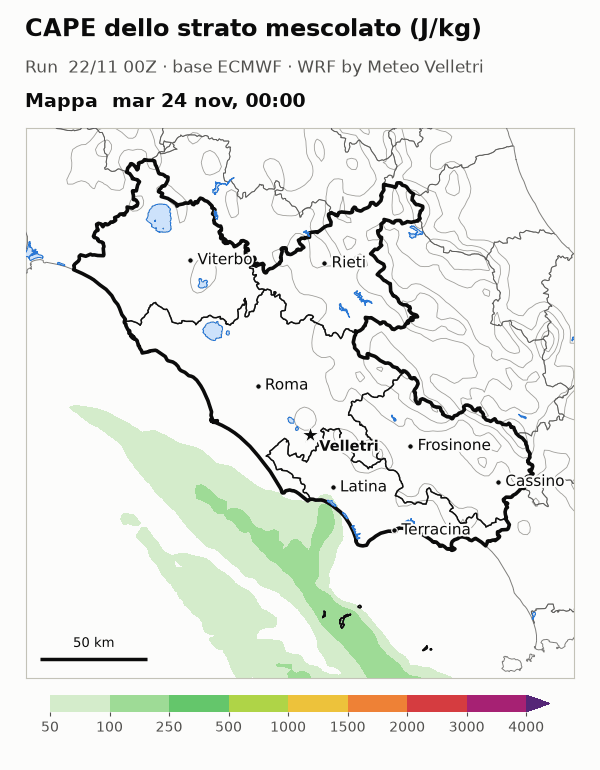 CAPE dello strato mescolato (J/kg)
Run  22/11 00Z · base ECMWF · WRF by Meteo Velletri
Mappa  mar 24 nov, 00:00
Viterbo
Rieti
Roma
Velletri
Frosinone
Latina
Cassino
Terracina
50 km
50 100 250 500 1000 1500 2000 3000 4000